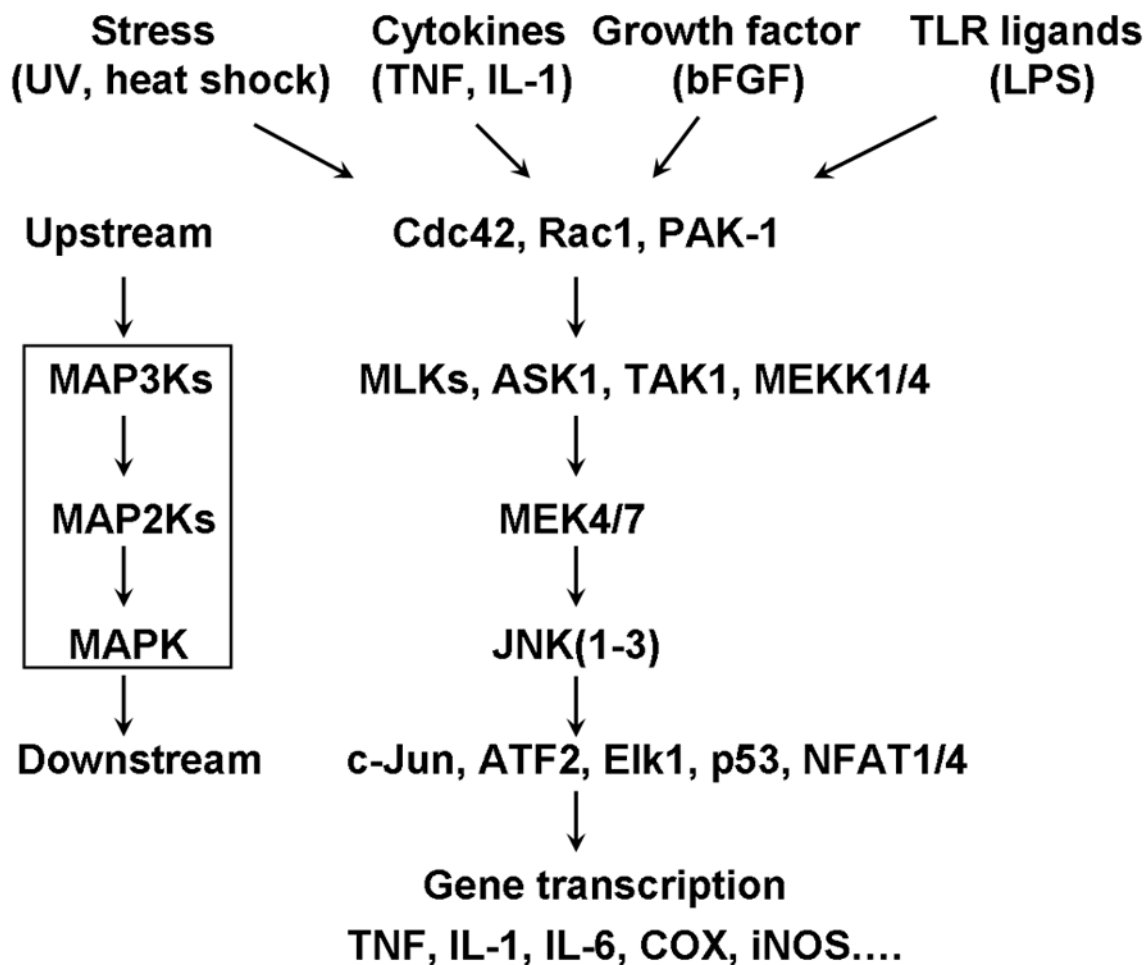 Stress Cytokines Growth factor TLR ligands
(UV, heat shock) (TNF, IL-1) (bFGF) (LPS)
Upstream Cdc42, Rac1, PAK-1
MAP3Ks MLKs, ASK1, TAK1, MEKK1/4
MAP2Ks MEK4/7
MAPK JNK(1-3)
Downstream c-Jun, ATF2, Elk1, p53, NFAT1/4
Gene transcription
TNF, IL-1, IL-6, COX, iNOS....